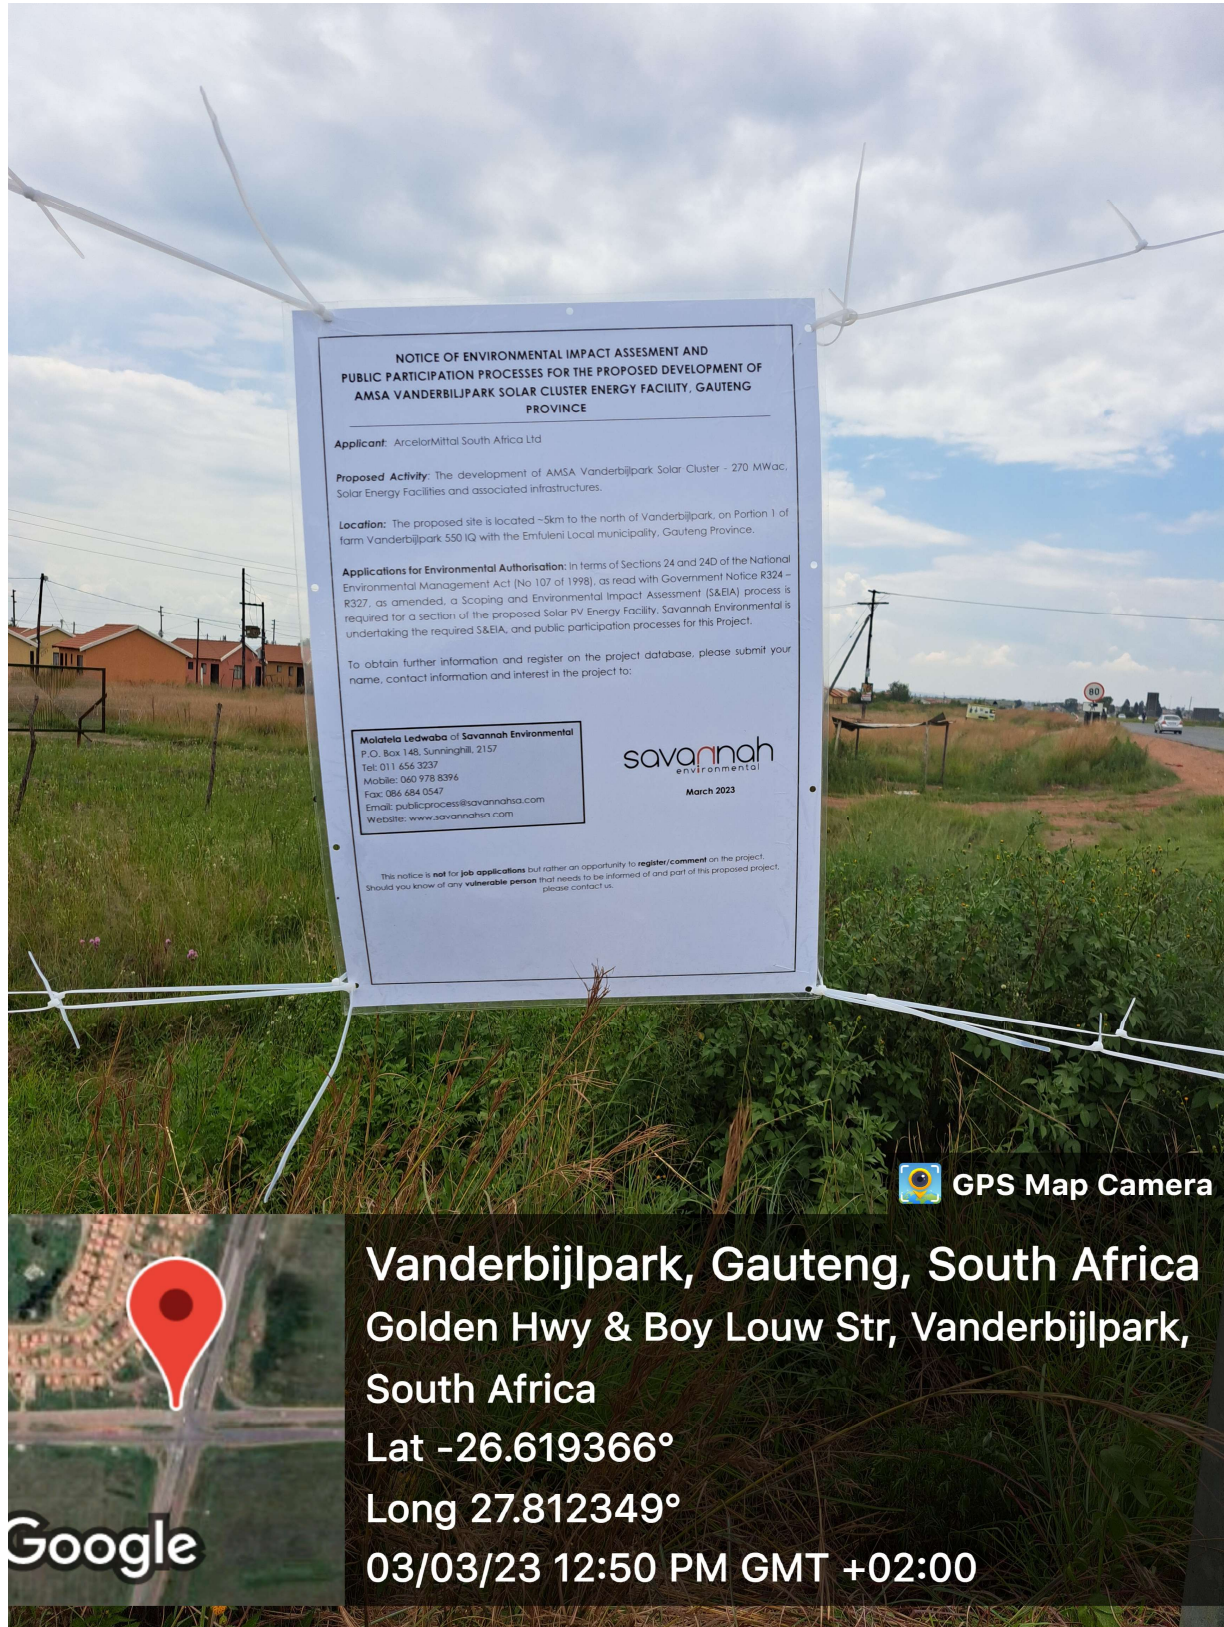 NOTICE OF ENVIRONMENTAL IMPACT ASSESMENT AND
PUBLIC PARTICIPATION PROCESSES FOR THE PROPOSED DEVELOPMENT OF
AMSA VANDERBIJLPARK SOLAR CLUSTER ENERGY FACILITY, GAUTENG
PROVINCE
Applicant: ArcelorMittal South Africa Ltd
Proposed Activity: The development of AMSA Vanderbijlpark Solar Cluster - 270 MWac,
Solar Energy Facilities and associated infrastructures.
Location: The proposed site is located ~5km to the north of Vanderbijlpark, on Portion 1 of
farm Vanderbijlpark 550 IQ with the Emfuleni Local municipality, Gauteng Province.
Applications for Environmental Authorisation: In terms of Sections 24 and 24D of the National
Environmental Management Act (No 107 of 1998), as read with Government Notice R324 –
R327, as amended, a Scoping and Environmental Impact Assessment (S&EIA) process is
required for a section of the proposed Solar PV Energy Facility. Savannah Environmental is
undertaking the required S&EIA, and public participation processes for this Project.
To obtain further information and register on the project database, please submit your
name, contact information and interest in the project to:
Molatela Ledwaba of Savannah Environmental
P.O. Box 148, Sunninghill, 2157
Tel: 011 656 3237
Mobile: 060 978 8396
Fax: 086 684 0547
Email: publicprocess@savannahsa.com
Website: www.savannahsa.com
savannah
environmental
March 2023
This notice is not for job applications but rather an opportunity to register/comment on the project.
Should you know of any vulnerable person that needs to be informed of and part of this proposed project,
please contact us.
80
GPS Map Camera
Vanderbijlpark, Gauteng, South Africa
Golden Hwy & Boy Louw Str, Vanderbijlpark,
South Africa
Lat -26.619366°
Long 27.812349°
03/03/23 12:50 PM GMT +02:00
Google